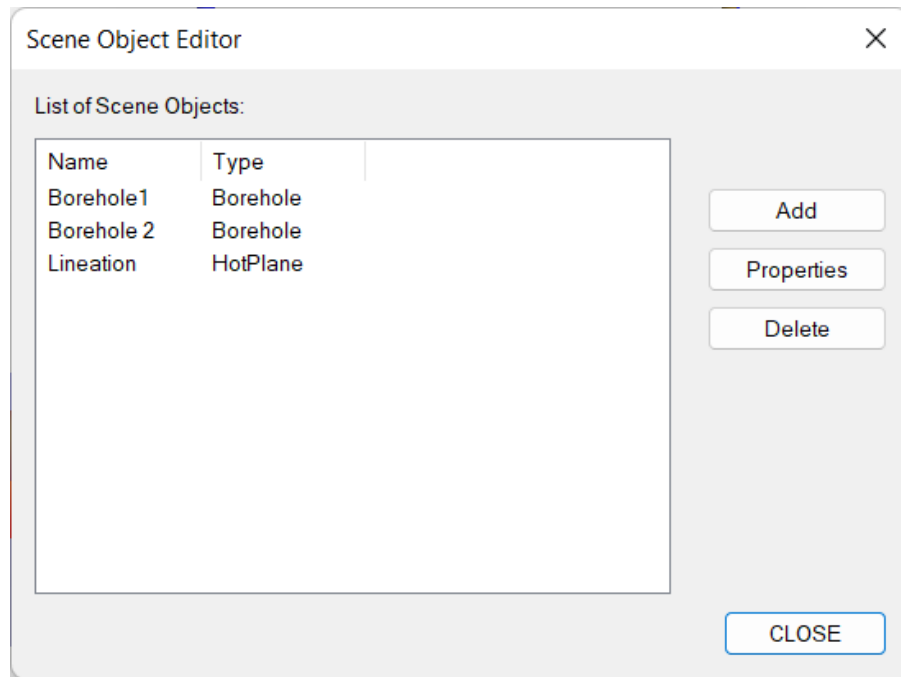 Scene Object Editor
List of Scene Objects:
Name Type
Borehole1 Borehole
Borehole 2 Borehole
Lineation HotPlane
Add
Properties
Delete
CLOSE